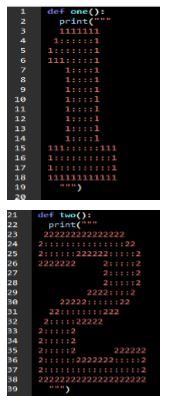 1 def one():
2   print("""
3   1111111
4  1::::::1
5 1:::::::1
6 111:::::1
7    1::::1
8    1::::1
9    1::::1
10    1::::l
11    1::::l
12    1::::l
13    1::::l
14    1::::l
15 111::::::111
16 1::::::::::1
17 1::::::::::1
18 111111111111
19   """)
20
21 def two():
22   print("""
23  222222222222222
24 2:::::::::::::::22
25 2::::::222222:::::2
26 2222222     2:::::2
27             2:::::2
28             2:::::2
29          2222::::2
30     22222::::::22
31   22::::::::222
32  2:::::22222
33 2:::::2
34 2:::::2
35 2:::::2       222222
36 2::::::2222222:::::2
37 2::::::::::::::::::2
38 22222222222222222222
39   """)